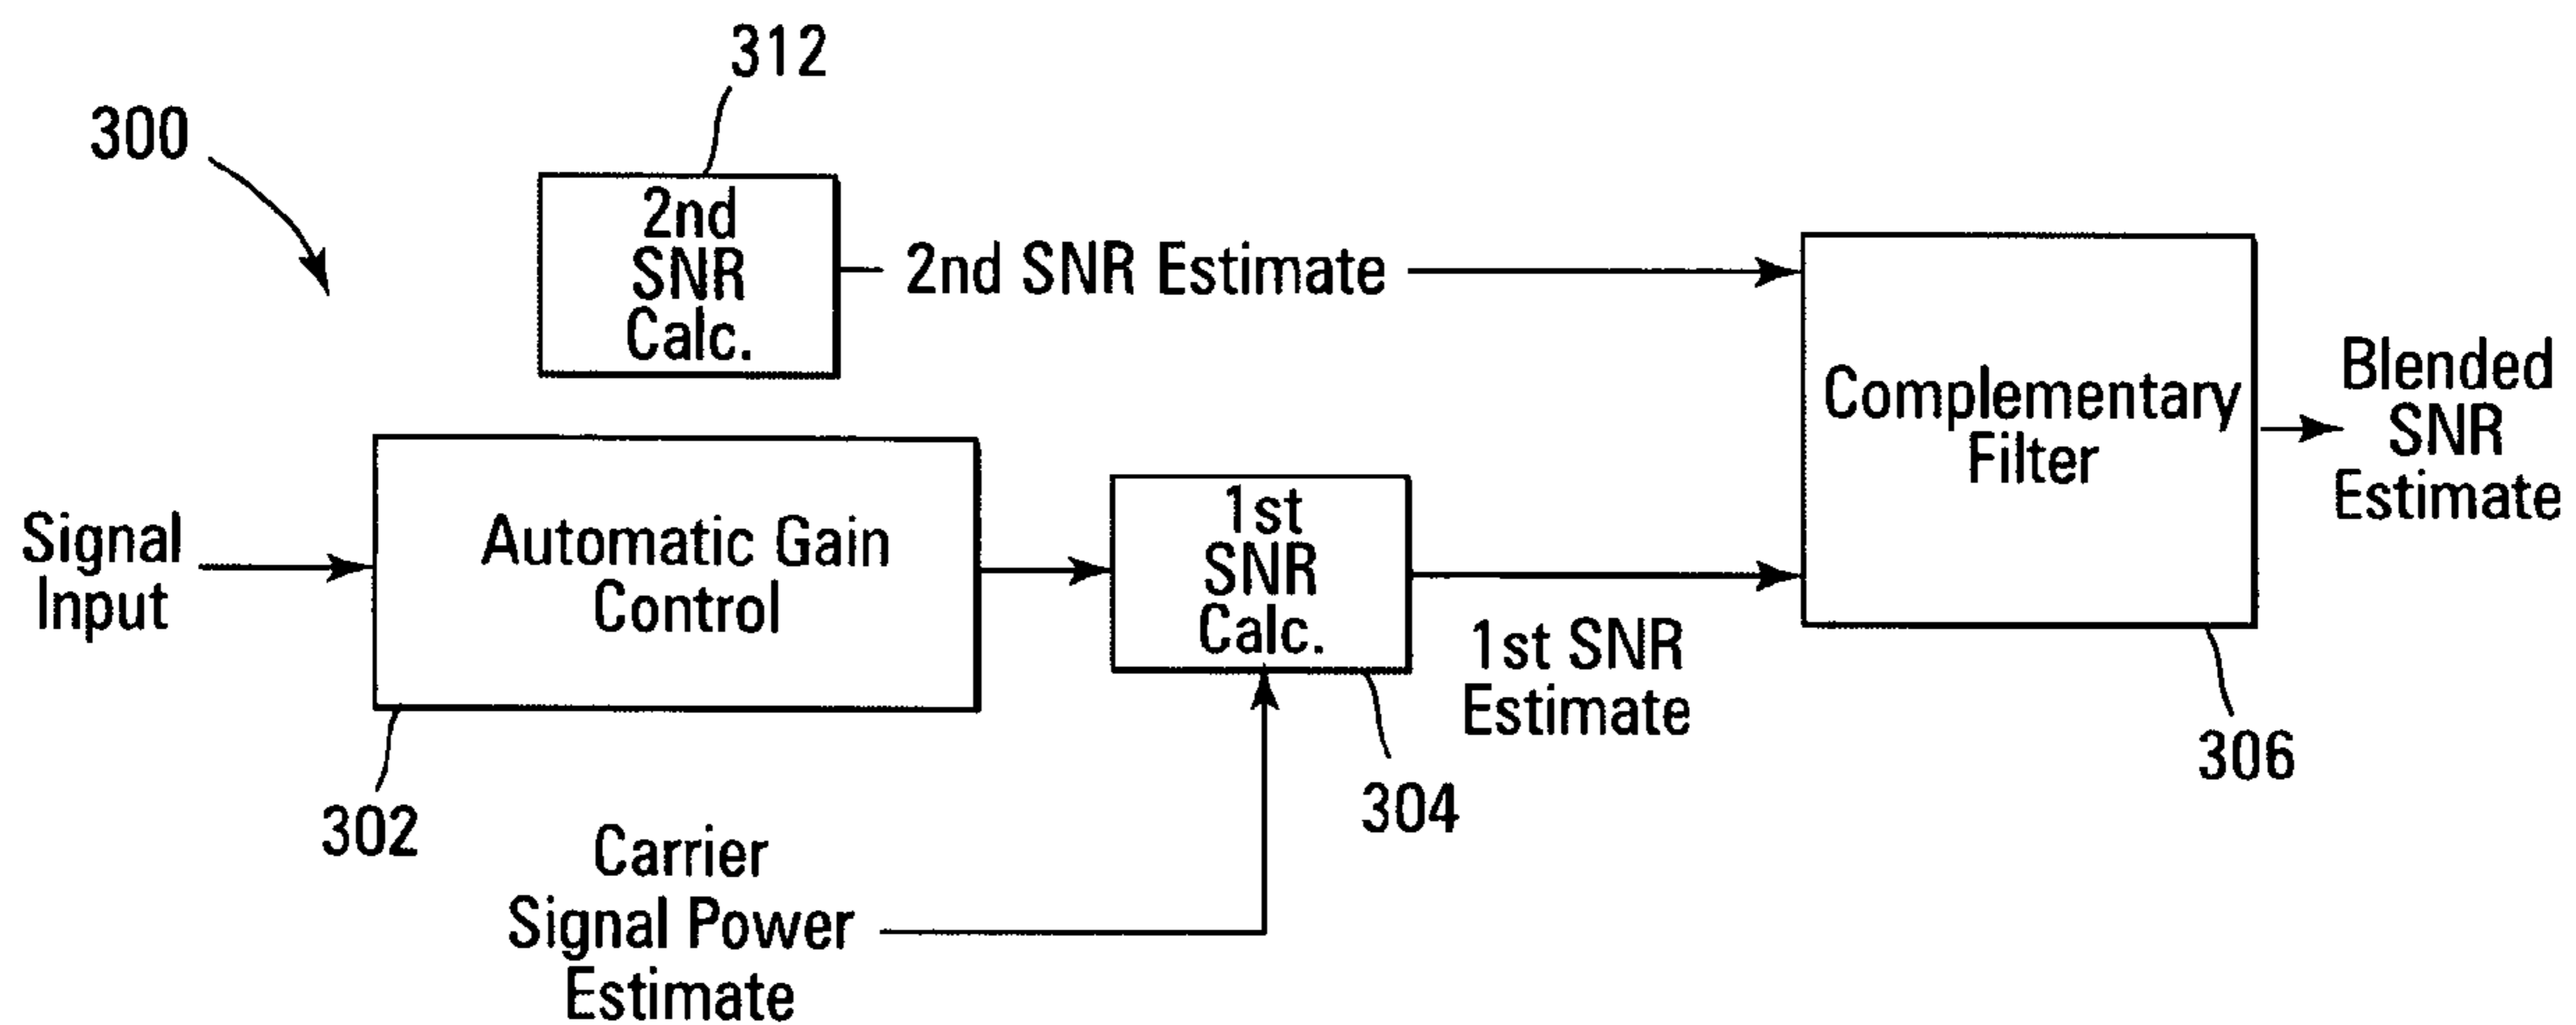 312
300
2nd
SNR
Calc.
2nd SNR Estimate
Complementary
Filter
Blended
SNR
Estimate
Signal
Input
Automatic Gain
Control
1st
SNR
Calc.
1st SNR
Estimate
306
304
302
Carrier
Signal Power
Estimate